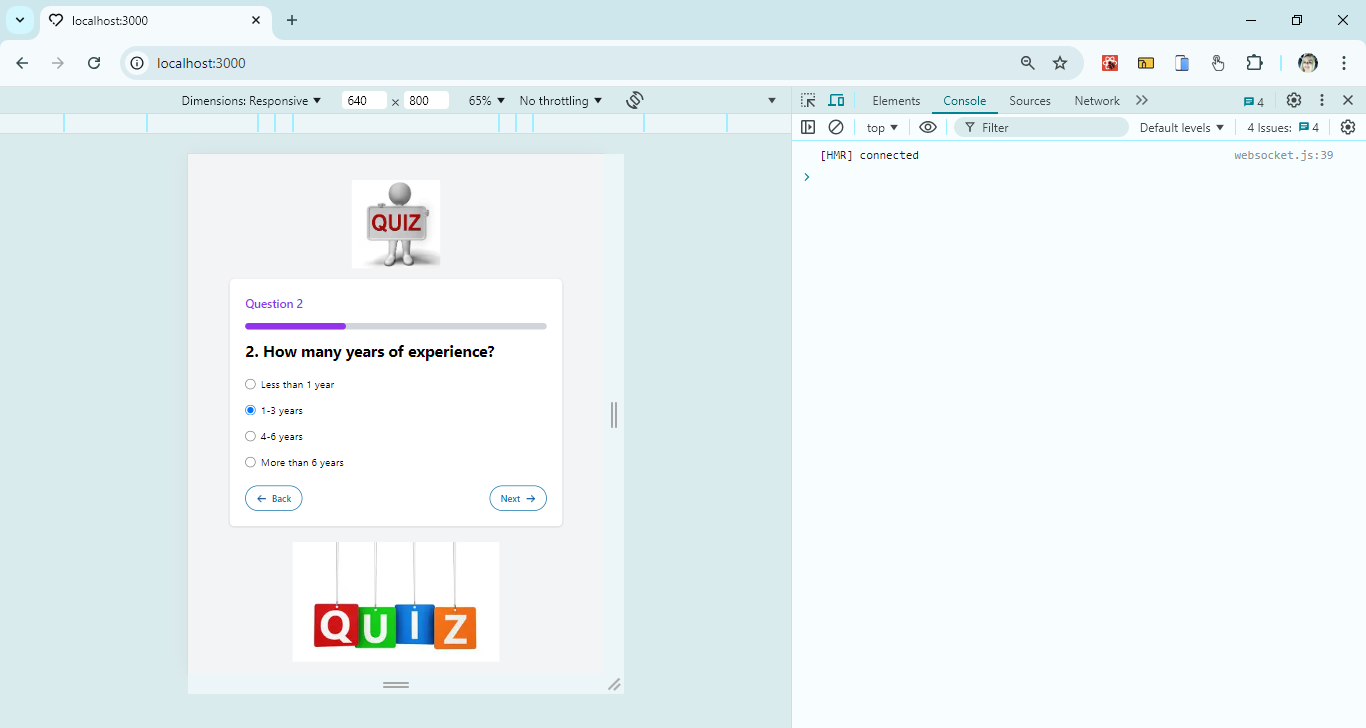 localhost:3000
localhost:3000
Dimensions: Responsive 640 × 800 65% No throttling
Elements Console Sources Network 4
top Filter Default levels 4 Issues: 4
[HMR] connected websocket.js:39
QUIZ
Question 2
2. How many years of experience?
Less than 1 year
1-3 years
4-6 years
More than 6 years
← Back Next →
QUIZ